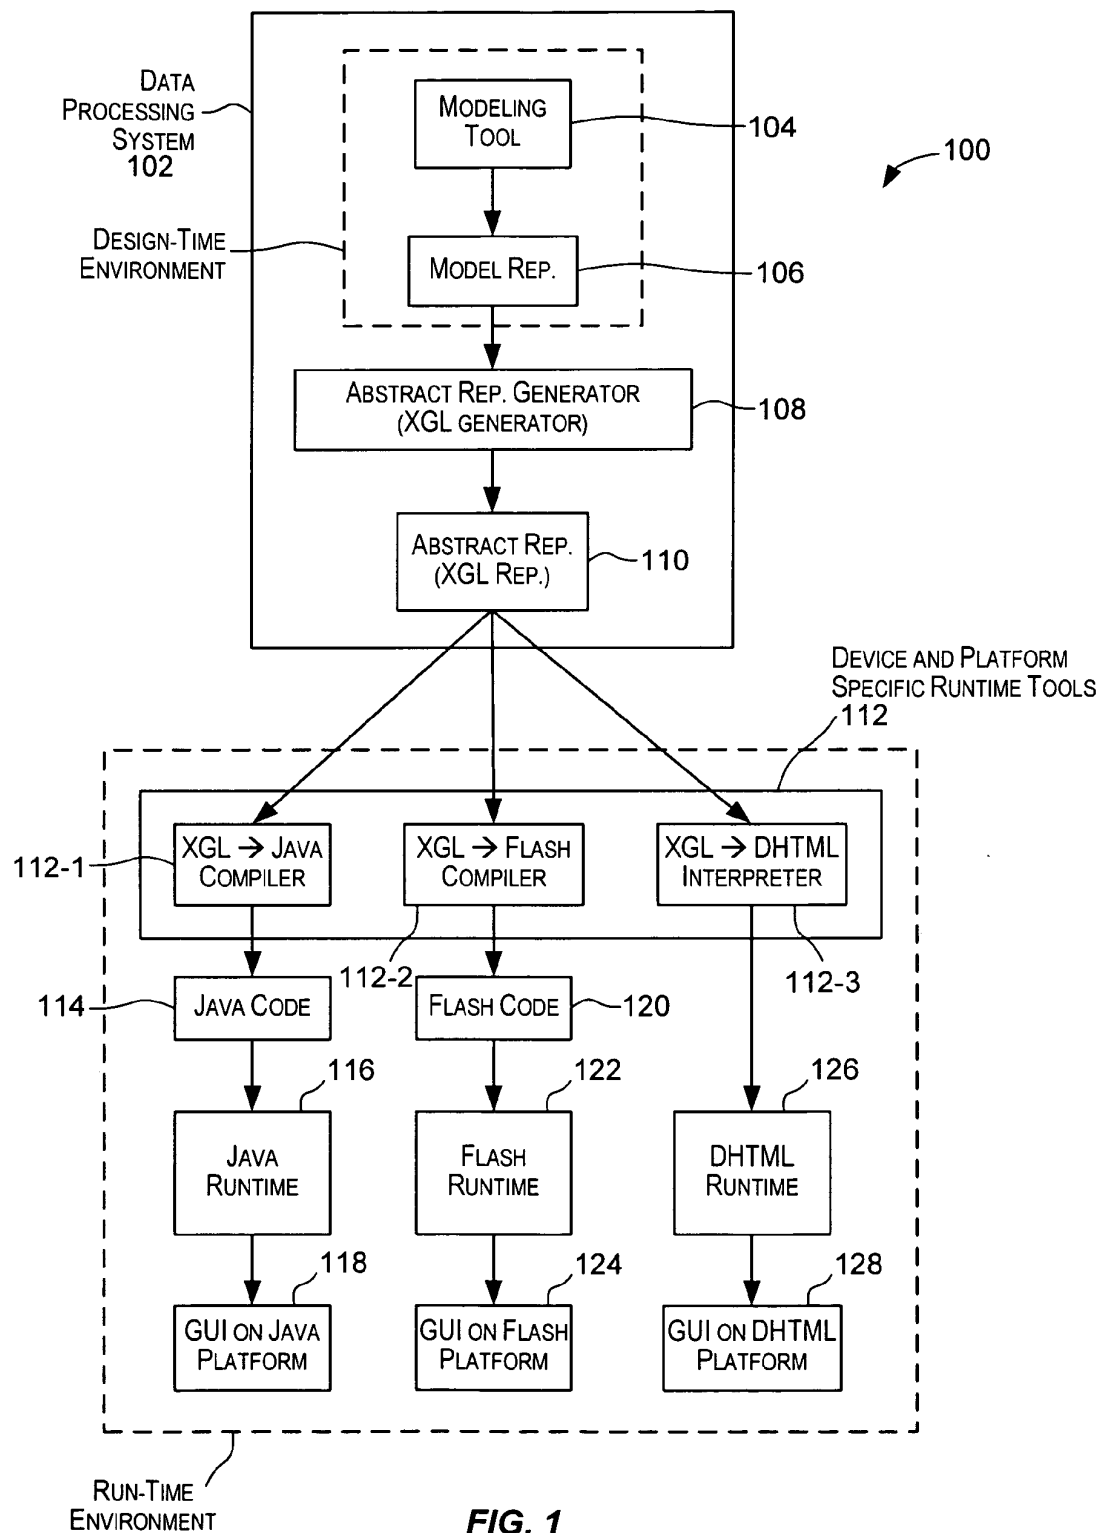 DATA
PROCESSING
SYSTEM
102
MODELING
TOOL
104
100
DESIGN-TIME
ENVIRONMENT
MODEL REP.
106
ABSTRACT REP. GENERATOR
(XGL GENERATOR)
108
ABSTRACT REP.
(XGL REP.)
110
DEVICE AND PLATFORM
SPECIFIC RUNTIME TOOLS
112
XGL → JAVA
COMPILER
112-1
XGL → FLASH
COMPILER
112-2
XGL → DHTML
INTERPRETER
112-3
114
JAVA CODE
FLASH CODE
120
116
122
126
JAVA
RUNTIME
FLASH
RUNTIME
DHTML
RUNTIME
118
124
128
GUI ON JAVA
PLATFORM
GUI ON FLASH
PLATFORM
GUI ON DHTML
PLATFORM
RUN-TIME
ENVIRONMENT
FIG. 1